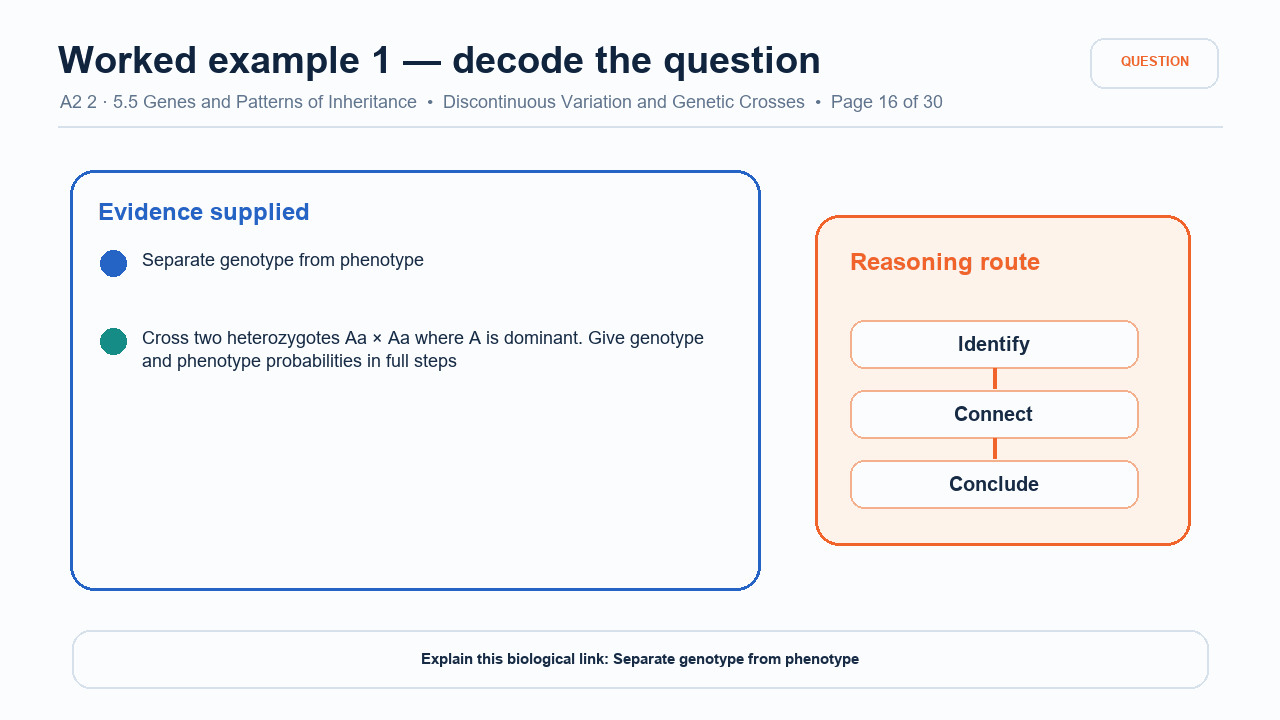 Worked example 1 — decode the question
QUESTION
A2 2 · 5.5 Genes and Patterns of Inheritance • Discontinuous Variation and Genetic Crosses • Page 16 of 30
Evidence supplied
Separate genotype from phenotype
Cross two heterozygotes Aa × Aa where A is dominant. Give genotype
and phenotype probabilities in full steps
Reasoning route
Identify
Connect
Conclude
Explain this biological link: Separate genotype from phenotype